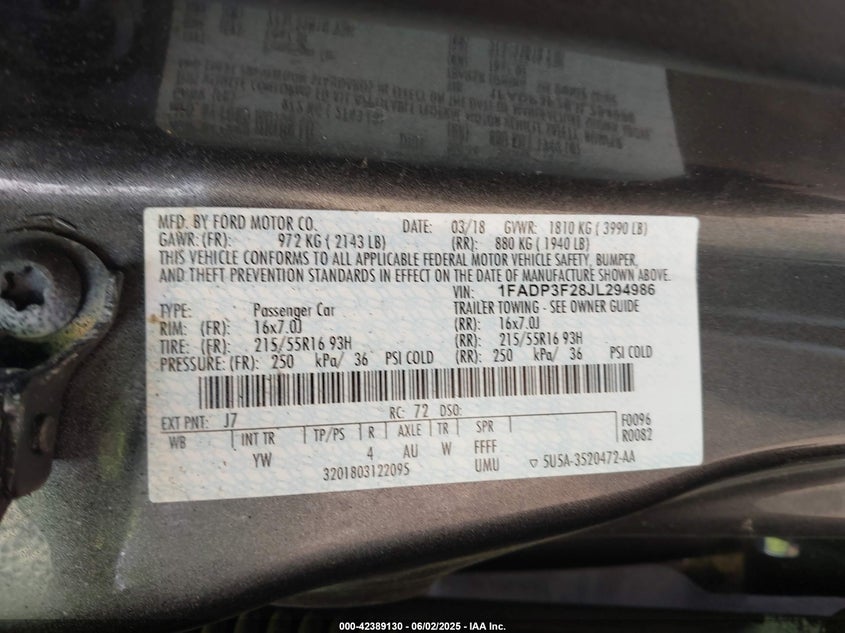 MFD. BY FORD MOTOR CO. DATE: 03/18 GVWR: 1810 KG ( 3990 LB)
GAWR: (FR): 972 KG ( 2143 LB) (RR): 880 KG ( 1940 LB)
THIS VEHICLE CONFORMS TO ALL APPLICABLE FEDERAL MOTOR VEHICLE SAFETY, BUMPER,
AND THEFT PREVENTION STANDARDS IN EFFECT ON THE DATE OF MANUFACTURE SHOWN ABOVE.
VIN: 1FADP3F28JL294986
TYPE: Passenger Car TRAILER TOWING - SEE OWNER GUIDE
RIM: (FR): 16x7.0J (RR): 16x7.0J
TIRE: (FR): 215/55R16 93H (RR): 215/55R16 93H
PRESSURE: (FR): 250 kPa/ 36 PSI COLD (RR): 250 kPa/ 36 PSI COLD
EXT PNT: J7 RC: 72 DSO:
WB INT TR TP/PS R AXLE TR SPR F0096
YW 4 AU W FFFF R0082
3201803122095 UMU ▽ 5U5A-3520472-AA
000-42389130 - 06/02/2025 - IAA Inc.